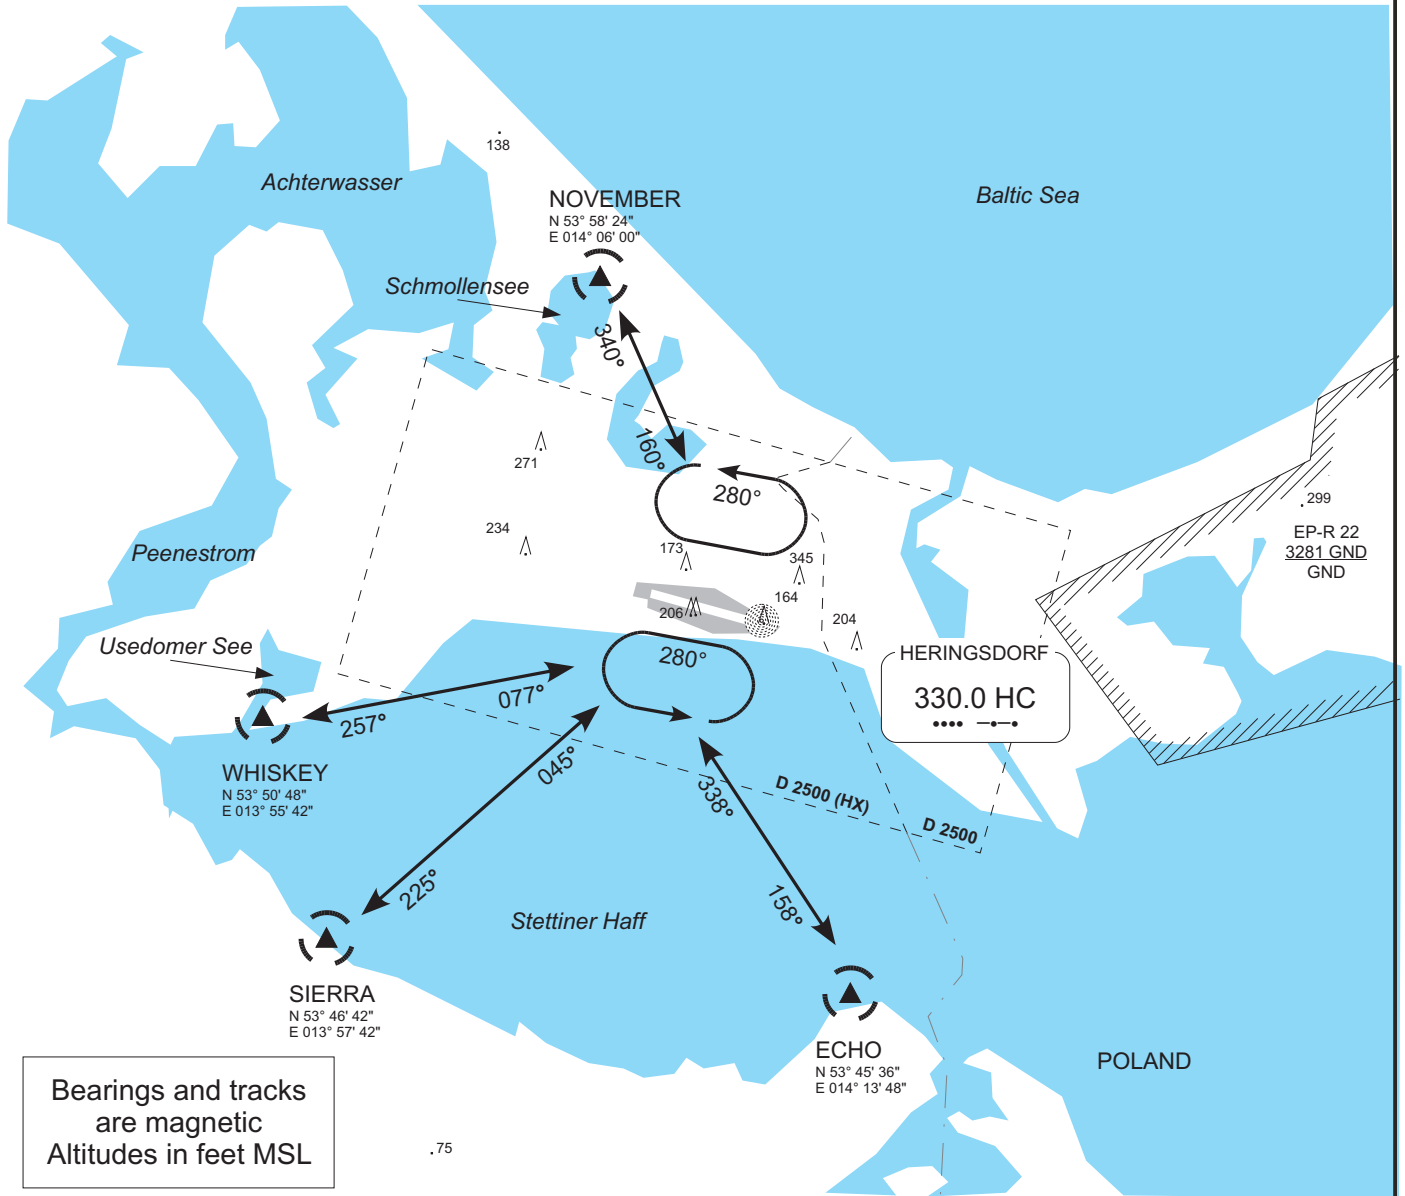 138
Achterwasser
Baltic Sea
NOVEMBER
N 53° 58' 24"
E 014° 06' 00"
Schmollensee
340°
160°
271
280°
299
234
EP-R 22
3281 GND
GND
173
345
Peenestrom
164
206
204
Usedomer See
280°
HERINGSDORF
330.0 HC
•••• –•–•
077°
257°
045°
WHISKEY
N 53° 50' 48"
E 013° 55' 42"
338°
D 2500 (HX)
D 2500
225°
158°
Stettiner Haff
SIERRA
N 53° 46' 42"
E 013° 57' 42"
ECHO
N 53° 45' 36"
E 014° 13' 48"
POLAND
Bearings and tracks
are magnetic
Altitudes in feet MSL
75